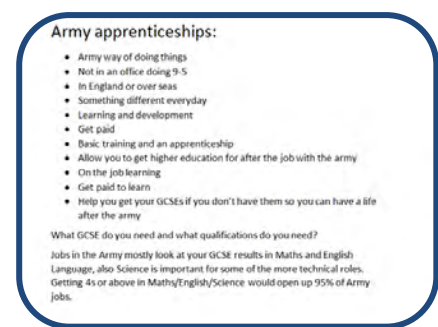 Army apprenticeships:
• Army way of doing things
• Not in an office doing 9-5
• In England or over seas
• Something different everyday
• Learning and development
• Get paid
• Basic training and an apprenticeship
• Allow you to get higher education for after the job with the army
• On the job learning
• Get paid to learn
• Help you get your GCSEs if you don't have them so you can have a life
after the army
What GCSE do you need and what qualifications do you need?
Jobs in the Army mostly look at your GCSE results in Maths and English
Language, also Science is important for some of the more technical roles.
Getting 4s or above in Maths/English/Science would open up 95% of Army
jobs.